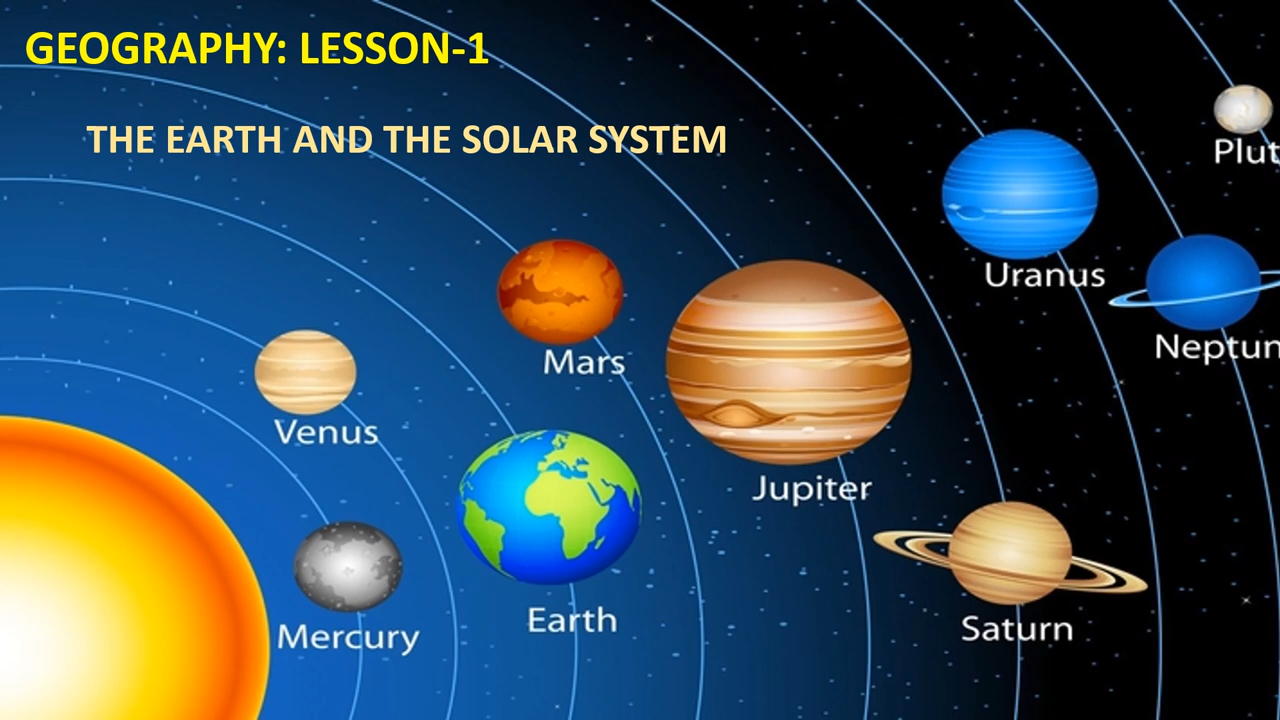 GEOGRAPHY: LESSON-1
THE EARTH AND THE SOLAR SYSTEM
Plut
Uranus
Neptun
Mars
Venus
Jupiter
Earth
Saturn
Mercury